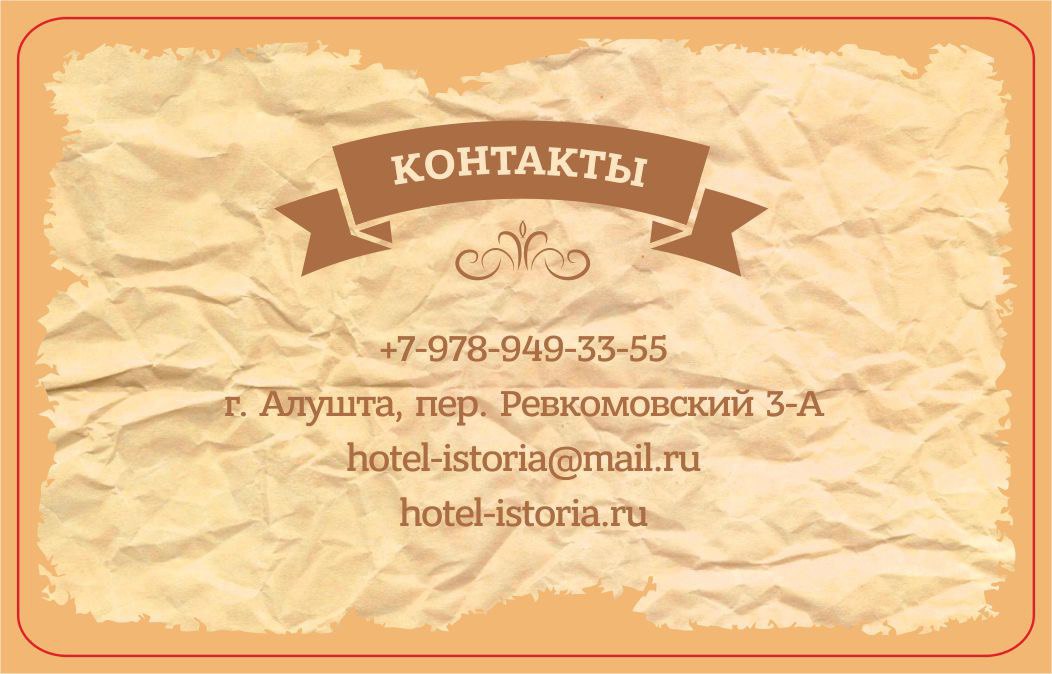 КОНТАКТЫ
+7-978-949-33-55
г. Алушта, пер. Ревкомовский 3-А
hotel-istoria@mail.ru
hotel-istoria.ru